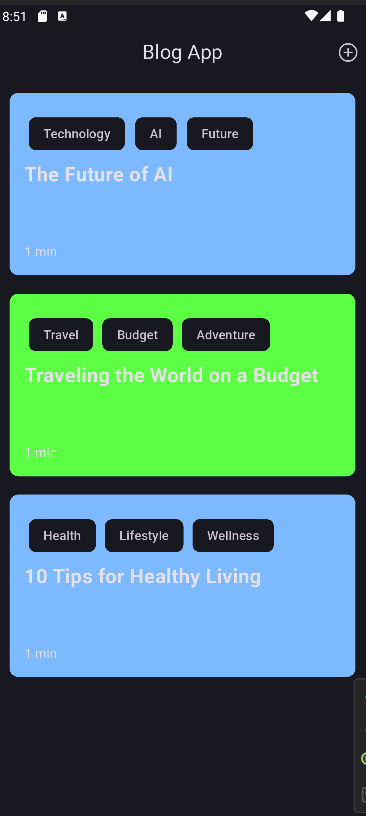 8:51
Blog App
Technology AI Future
The Future of AI
1 min
Travel Budget Adventure
Traveling the World on a Budget
1 min
Health Lifestyle Wellness
10 Tips for Healthy Living
1 min